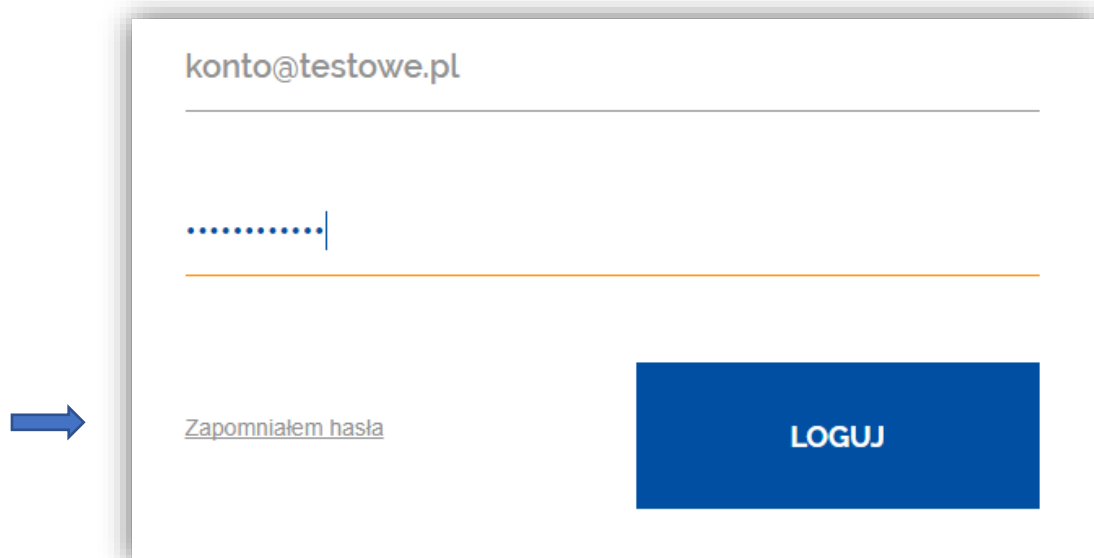 konto@testowe.pl
••••••••••••
Zapomniałem hasła
LOGUJ